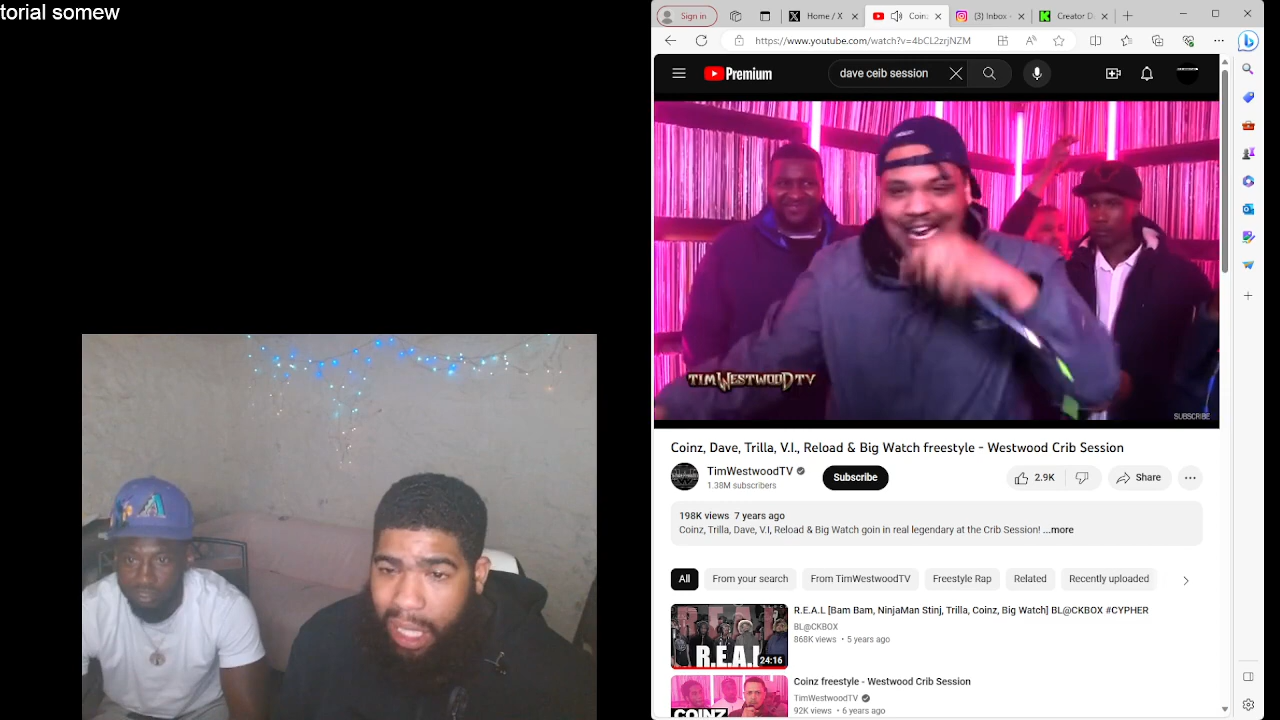 torial somew
Sign in
Home / X
Coin:
(3) Inbox
Creator D
https://www.youtube.com/watch?v=4bCL2zrjNZM
Premium
dave ceib session
TIMWESTWOODTV
SUBSCRIBE
Coinz, Dave, Trilla, V.I., Reload & Big Watch freestyle - Westwood Crib Session
TimWestwoodTV
1.38M subscribers
Subscribe
2.9K
Share
198K views 7 years ago
Coinz, Trilla, Dave, V.I, Reload & Big Watch goin in real legendary at the Crib Session! ...more
All
From your search
From TimWestwoodTV
Freestyle Rap
Related
Recently uploaded
R.E.A.L [Bam Bam, NinjaMan Stinj, Trilla, Coinz, Big Watch] BL@CKBOX #CYPHER
BL@CKBOX
868K views • 5 years ago
R.E.A.L
24:16
Coinz freestyle - Westwood Crib Session
TimWestwoodTV
92K views • 6 years ago
COINZ